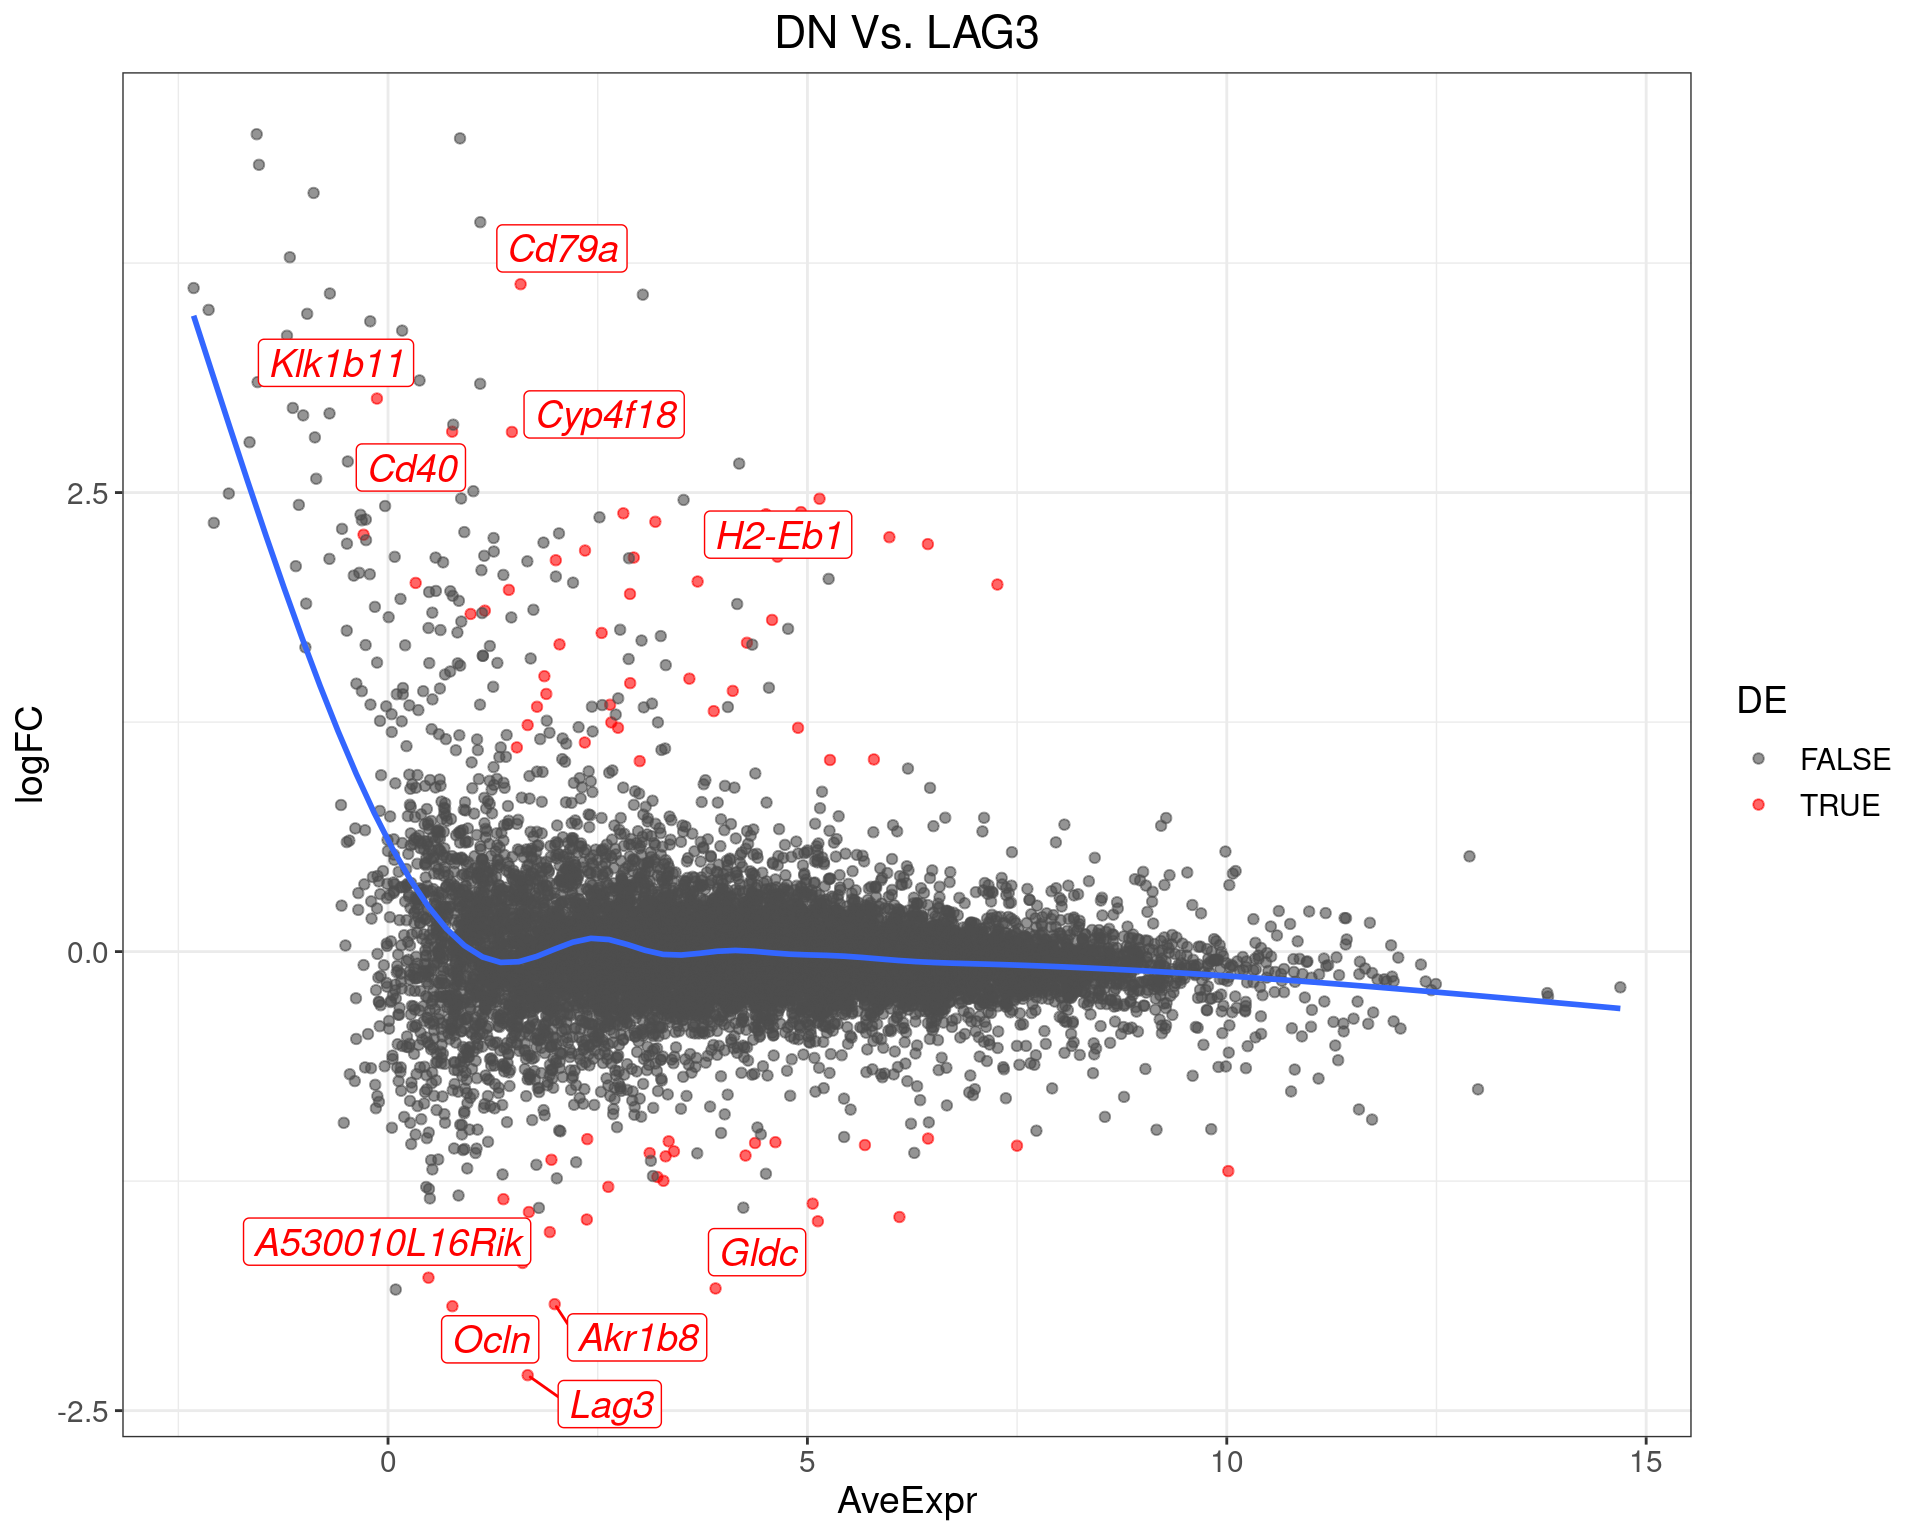 DN Vs. LAG3
Cd79a
Klk1b11
Cyp4f18
Cd40
H2-Eb1
A530010L16Rik
Gldc
Ocln
Akr1b8
Lag3
logFC
2.5
0.0
-2.5
0
5
10
15
AveExpr
DE
FALSE
TRUE